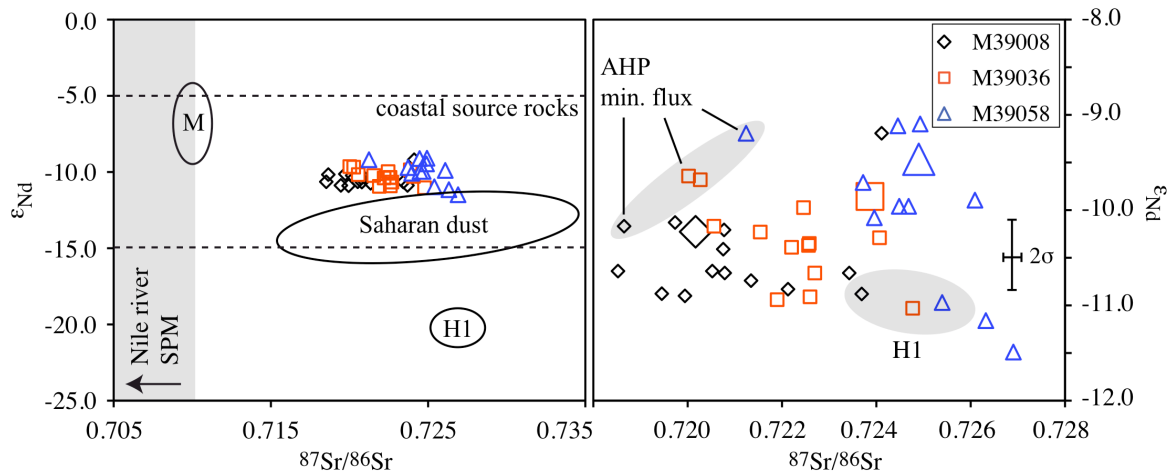 0.0
-5.0
-10.0
-15.0
-20.0
-25.0
εNd
M
coastal source rocks
Saharan dust
H1
Nile river
SPM
0.705
0.715
0.725
0.735
⁸⁷Sr/⁸⁶Sr
AHP
min. flux
M39008
M39036
M39058
2σ
H1
-8.0
-9.0
-10.0
-11.0
-12.0
εNd
0.720
0.722
0.724
0.726
0.728
⁸⁷Sr/⁸⁶Sr